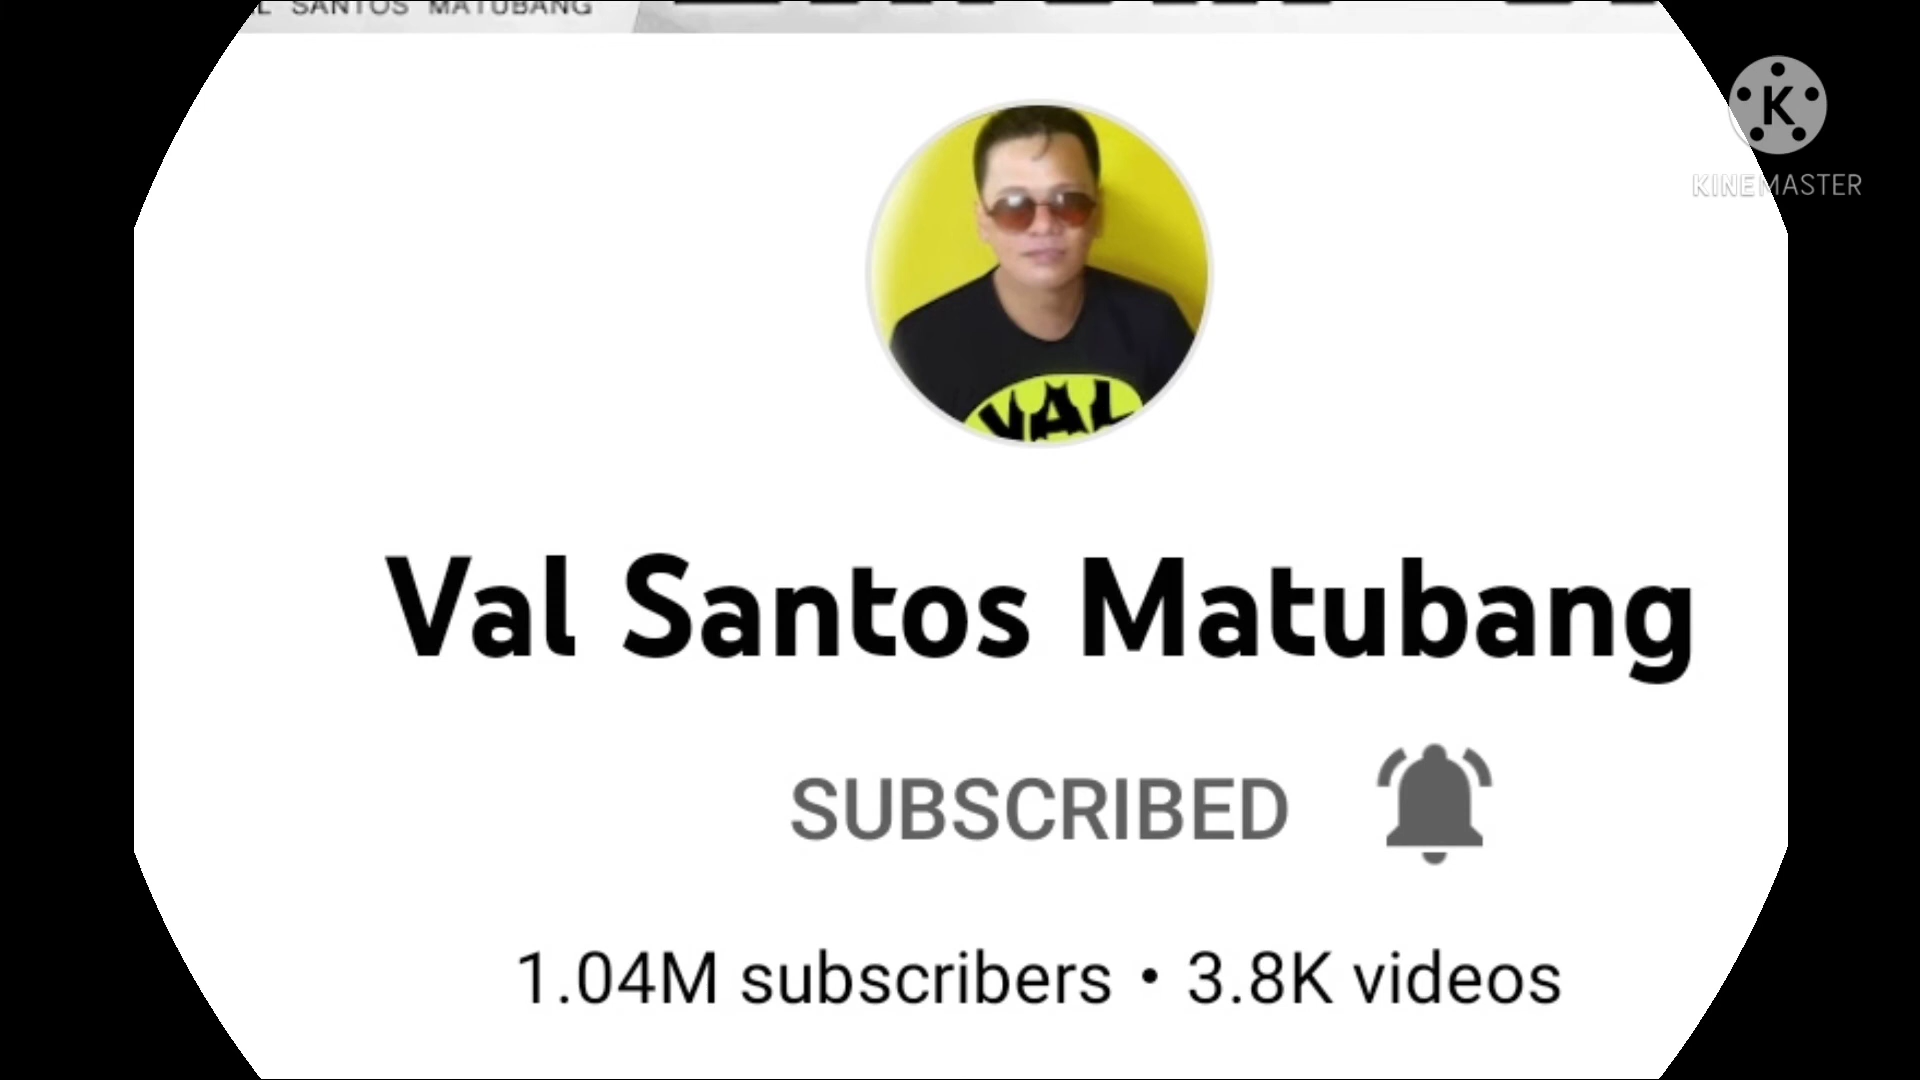 SANTOS MATUBANG
K
KINEMASTER
VAL
Val Santos Matubang
SUBSCRIBED
1.04M subscribers • 3.8K videos